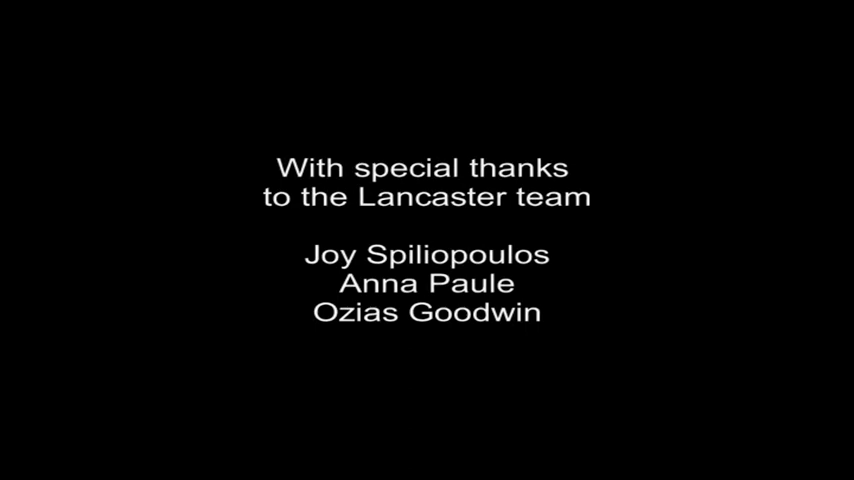 With special thanks
to the Lancaster team
Joy Spiliopoulos
Anna Paule
Ozias Goodwin